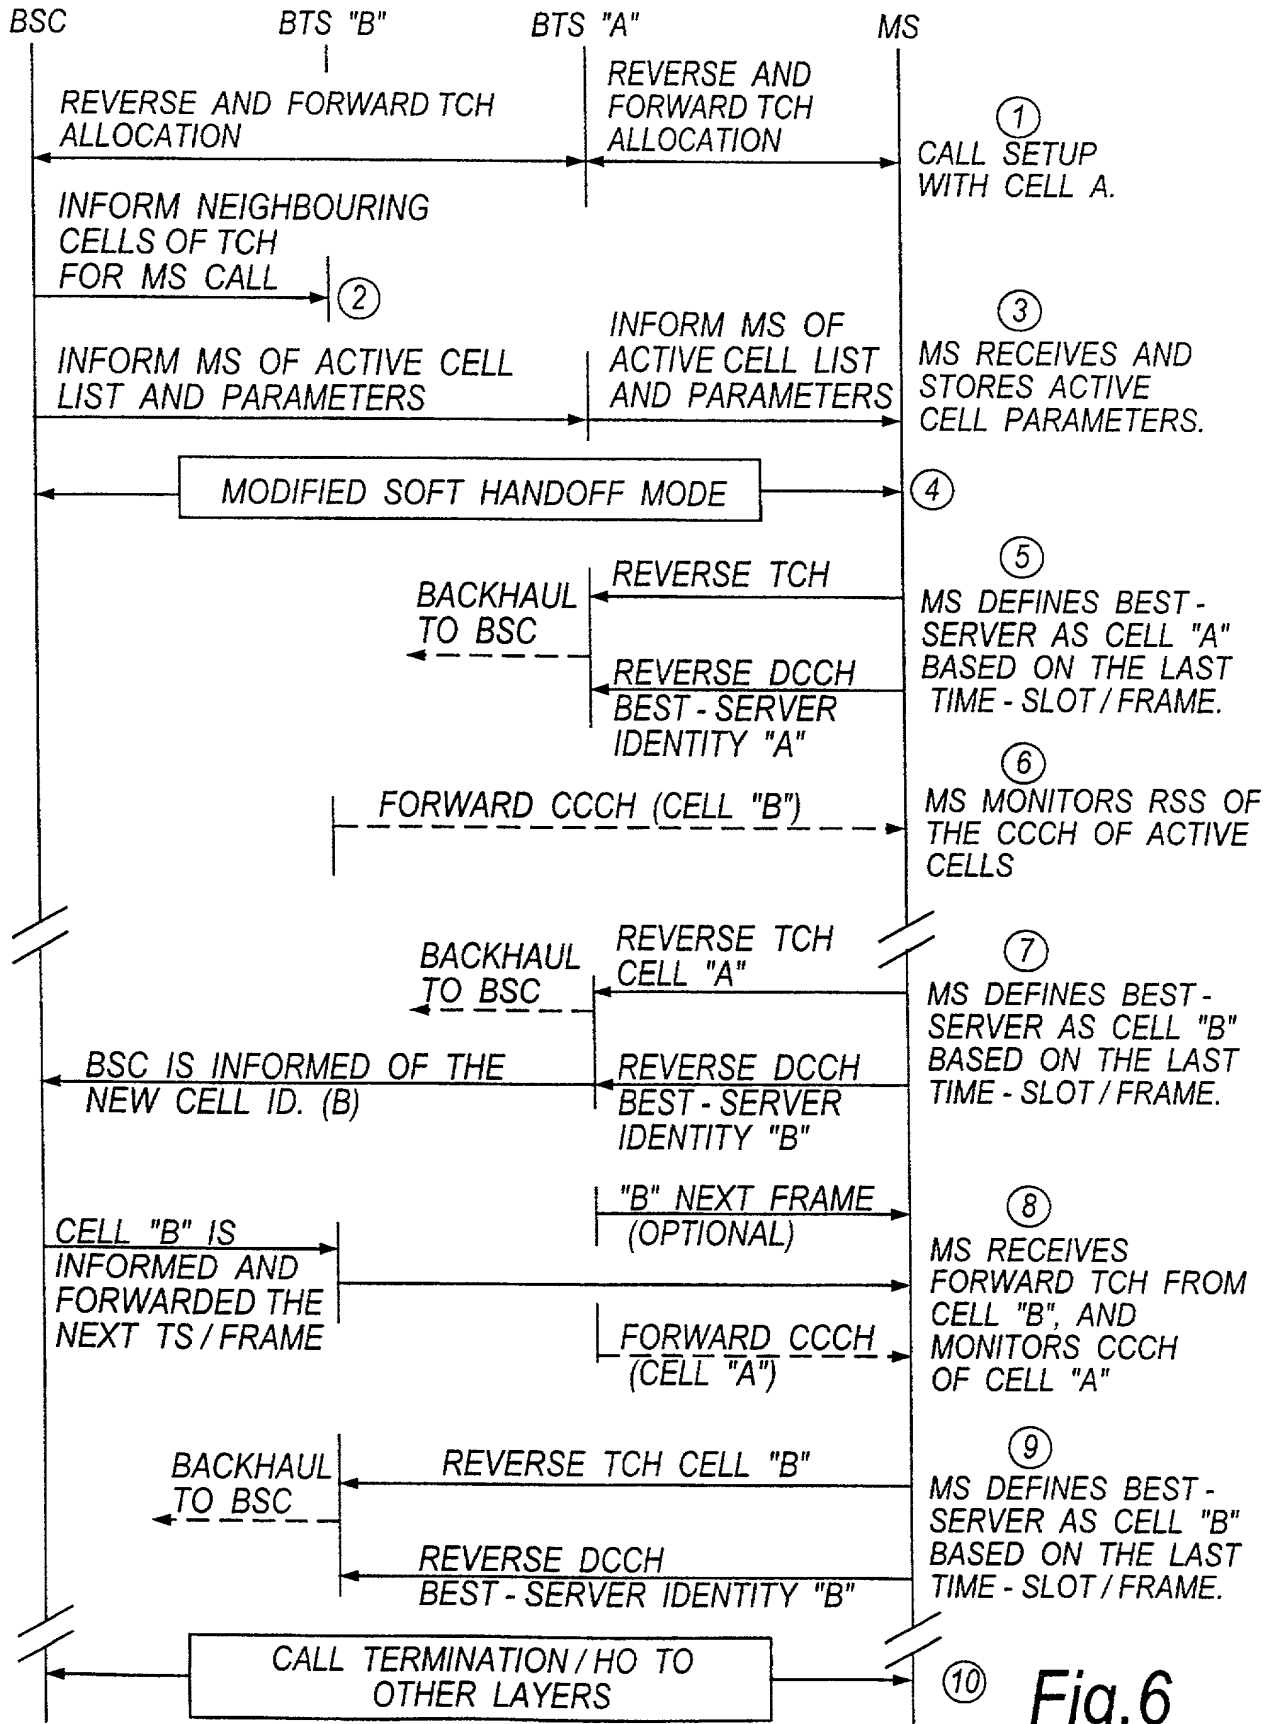 BSC
BTS "B"
BTS "A"
MS
REVERSE AND FORWARD TCH
ALLOCATION
REVERSE AND
FORWARD TCH
ALLOCATION
1
CALL SETUP
WITH CELL A.
INFORM NEIGHBOURING
CELLS OF TCH
FOR MS CALL
2
INFORM MS OF ACTIVE CELL
LIST AND PARAMETERS
INFORM MS OF
ACTIVE CELL LIST
AND PARAMETERS
3
MS RECEIVES AND
STORES ACTIVE
CELL PARAMETERS.
MODIFIED SOFT HANDOFF MODE
4
BACKHAUL
TO BSC
REVERSE TCH
REVERSE DCCH
BEST - SERVER
IDENTITY "A"
5
MS DEFINES BEST -
SERVER AS CELL "A"
BASED ON THE LAST
TIME - SLOT / FRAME.
FORWARD CCCH (CELL "B")
6
MS MONITORS RSS OF
THE CCCH OF ACTIVE
CELLS
BACKHAUL
TO BSC
REVERSE TCH
CELL "A"
7
MS DEFINES BEST -
SERVER AS CELL "B"
BASED ON THE LAST
TIME - SLOT / FRAME.
BSC IS INFORMED OF THE
NEW CELL ID. (B)
REVERSE DCCH
BEST - SERVER
IDENTITY "B"
"B" NEXT FRAME
(OPTIONAL)
CELL "B" IS
INFORMED AND
FORWARDED THE
NEXT TS / FRAME
FORWARD CCCH
(CELL "A")
8
MS RECEIVES
FORWARD TCH FROM
CELL "B", AND
MONITORS CCCH
OF CELL "A"
BACKHAUL
TO BSC
REVERSE TCH CELL "B"
REVERSE DCCH
BEST - SERVER IDENTITY "B"
9
MS DEFINES BEST -
SERVER AS CELL "B"
BASED ON THE LAST
TIME - SLOT / FRAME.
CALL TERMINATION / HO TO
OTHER LAYERS
10
Fig.6